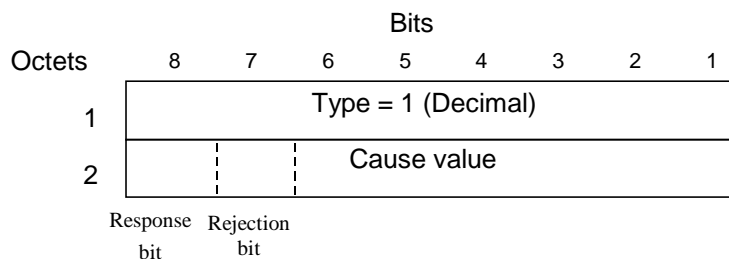 Bits
Octets 8 7 6 5 4 3 2 1
1 Type = 1 (Decimal)
2 Cause value
Response bit
Rejection bit